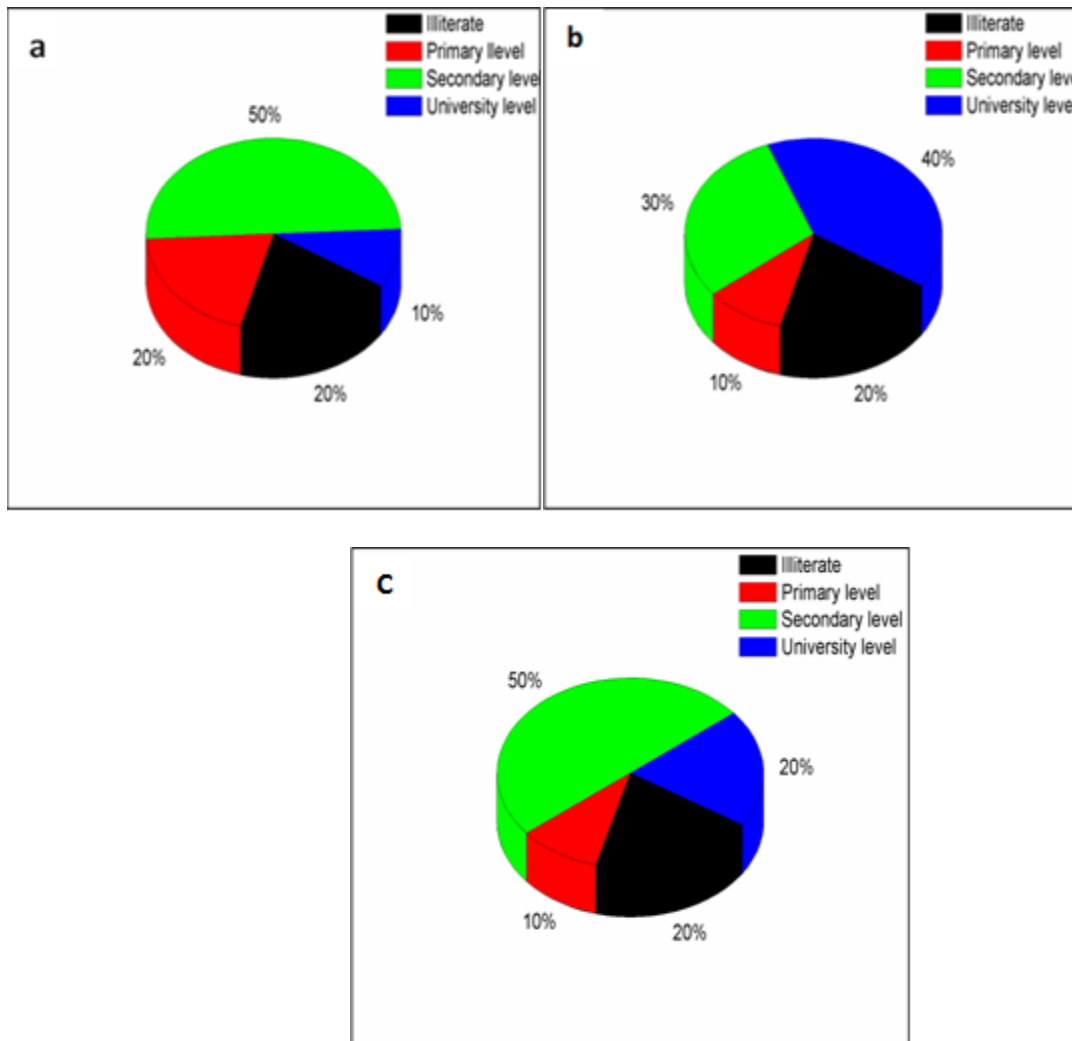 a
Illiterate
Primary llevel
Secondary leve
University level
50%
10%
20%
20%
b
Illiterate
Primary level
Secondary leve
University level
40%
30%
10%
20%
C
Illiterate
Primary level
Secondary level
University level
50%
20%
10%
20%